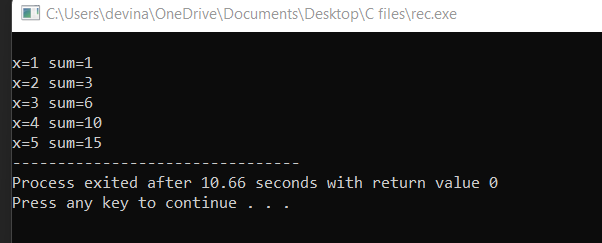 C:\Users\devina\OneDrive\Documents\Desktop\C files\rec.exe
x=1 sum=1
x=2 sum=3
x=3 sum=6
x=4 sum=10
x=5 sum=15
--------------------------------
Process exited after 10.66 seconds with return value 0
Press any key to continue . . .